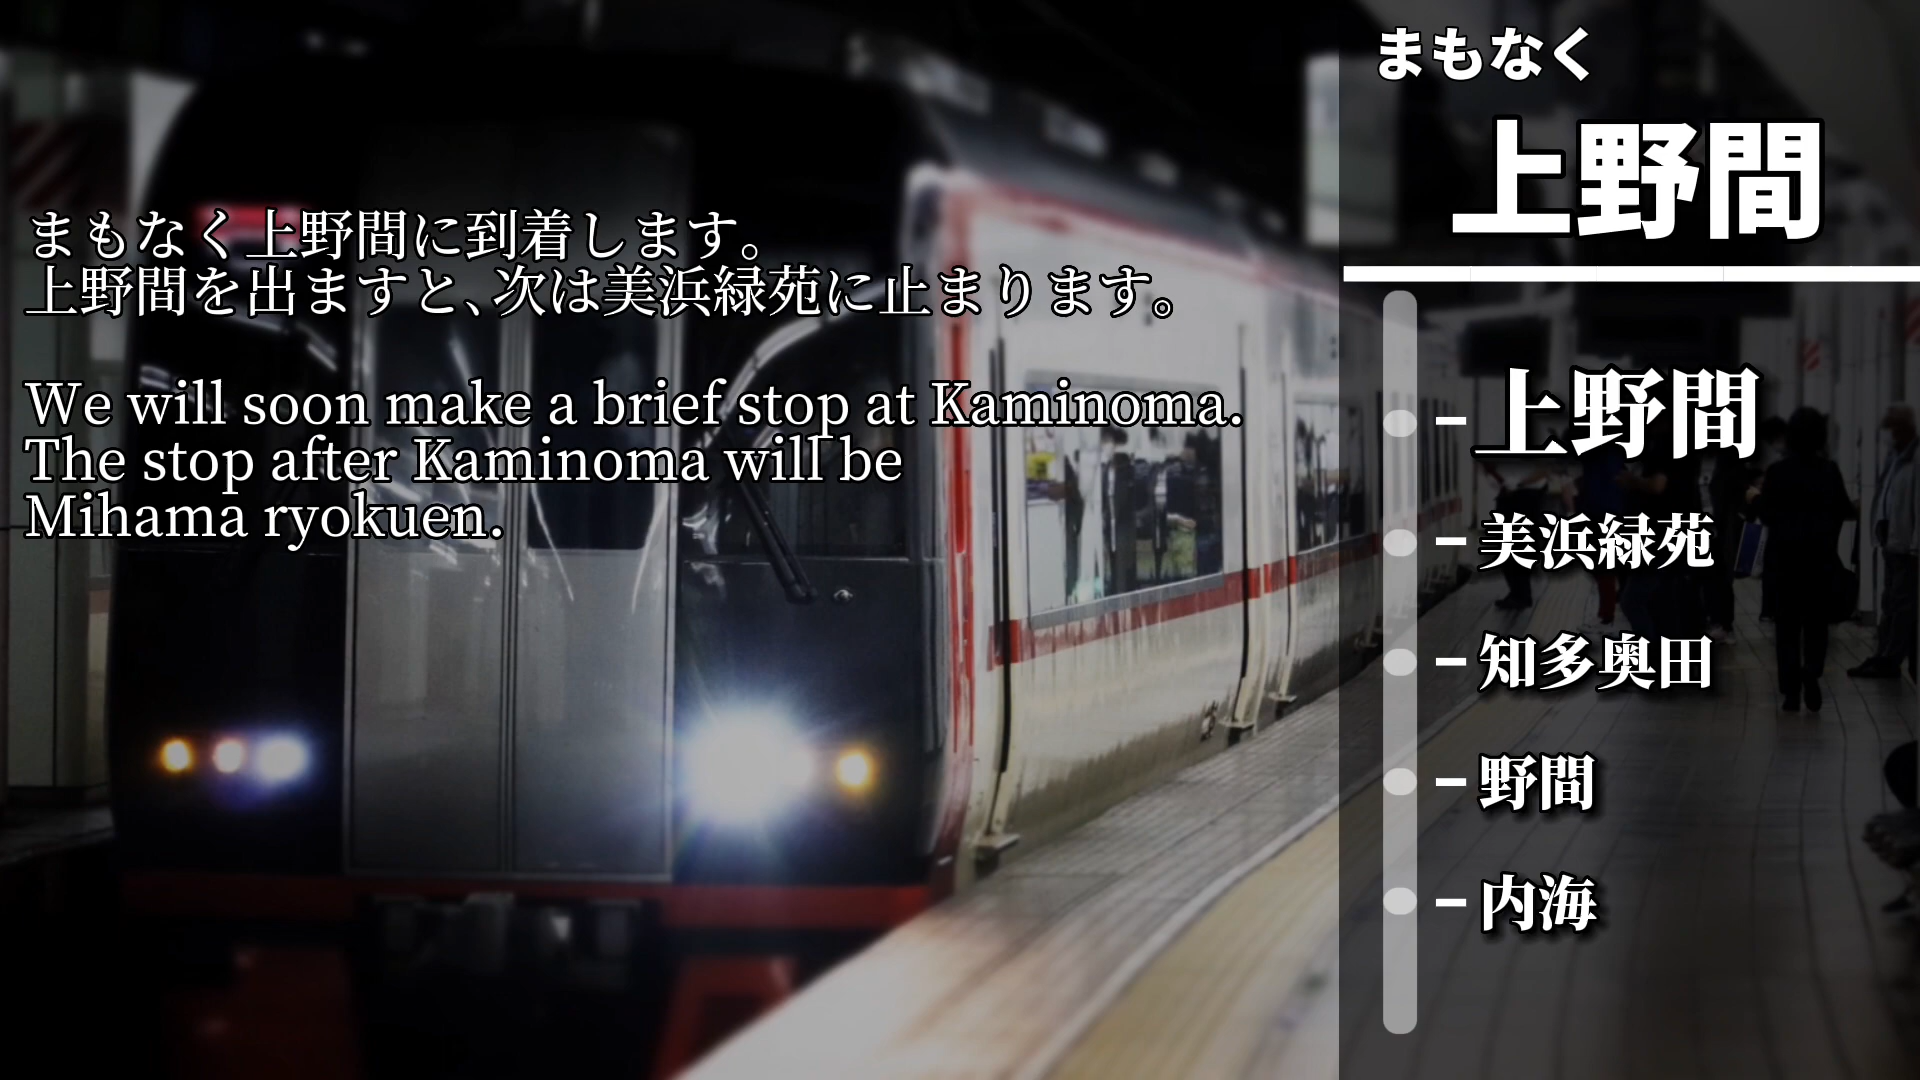 まもなく上野間に到着します。
上野間を出ますと､次は美浜緑苑に止まります。
We will soon make a brief stop at Kaminoma.
The stop after Kaminoma will be
Mihama ryokuen.
まもなく
上野間
上野間
美浜緑苑
知多奥田
野間
内海